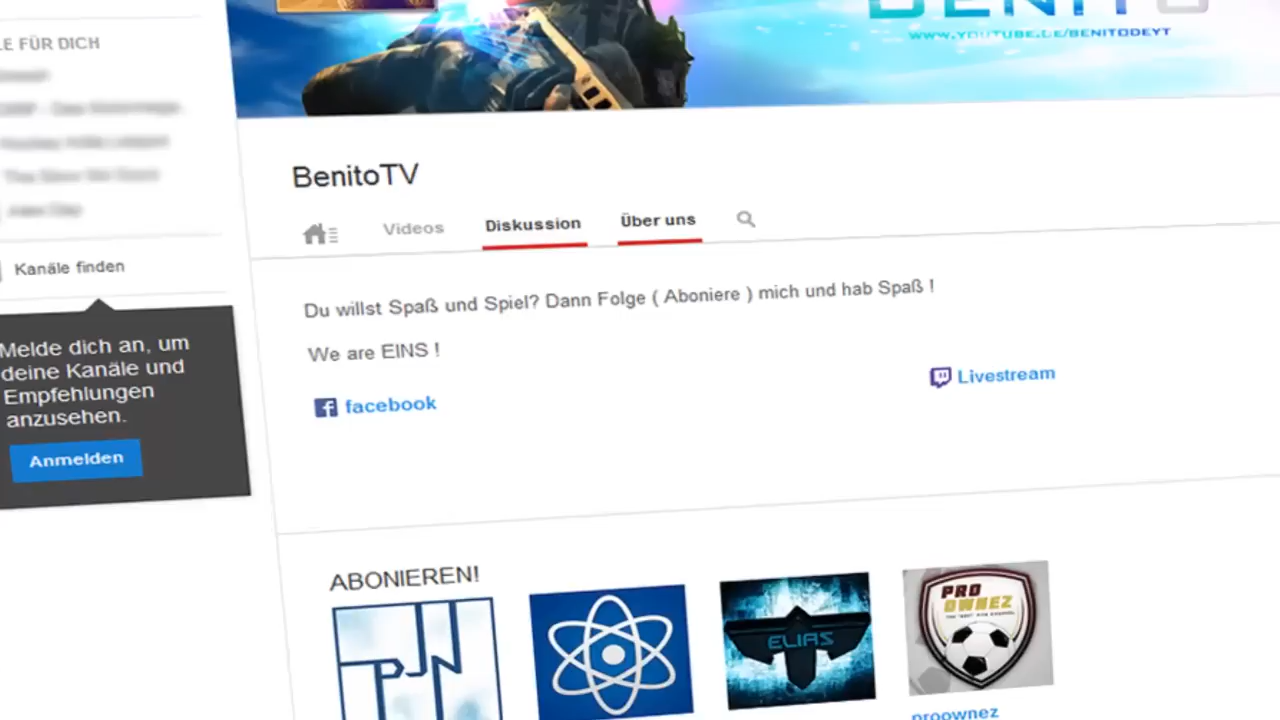 BENITO
WWW.YOUTUBE.DE/BENITODEYT
LE FÜR DICH
BenitoTV
Videos
Diskussion
Über uns
Kanäle finden
Du willst Spaß und Spiel? Dann Folge ( Aboniere ) mich und hab Spaß !
We are EINS !
Melde dich an, um
deine Kanäle und
Empfehlungen
anzusehen.
Anmelden
facebook
Livestream
ABONIEREN!
ELIAS
PRO
OWNEZ
proownez